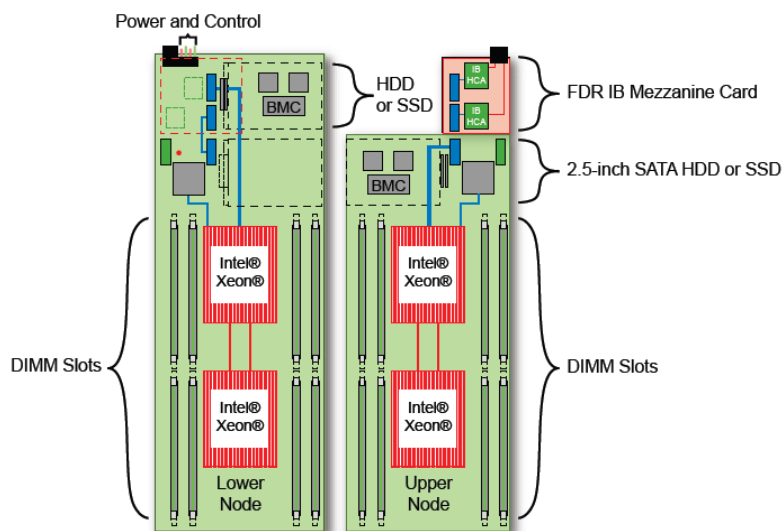 Power and Control
HDD
or SSD
BMC
IB
HCA
IB
HCA
FDR IB Mezzanine Card
2.5-inch SATA HDD or SSD
BMC
Intel®
Xeon®
Intel®
Xeon®
DIMM Slots
DIMM Slots
Intel®
Xeon®
Intel®
Xeon®
Lower
Node
Upper
Node